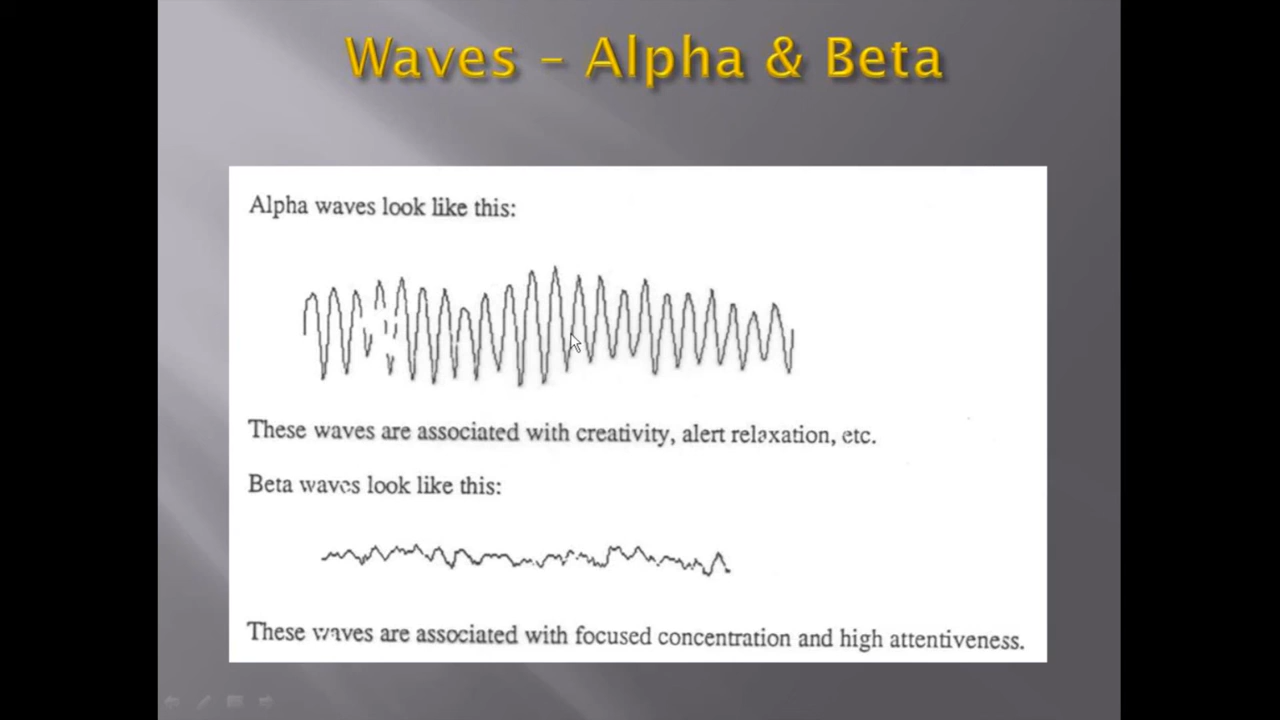 Waves – Alpha & Beta
Alpha waves look like this:
These waves are associated with creativity, alert relaxation, etc.
Beta waves look like this:
These waves are associated with focused concentration and high attentiveness.